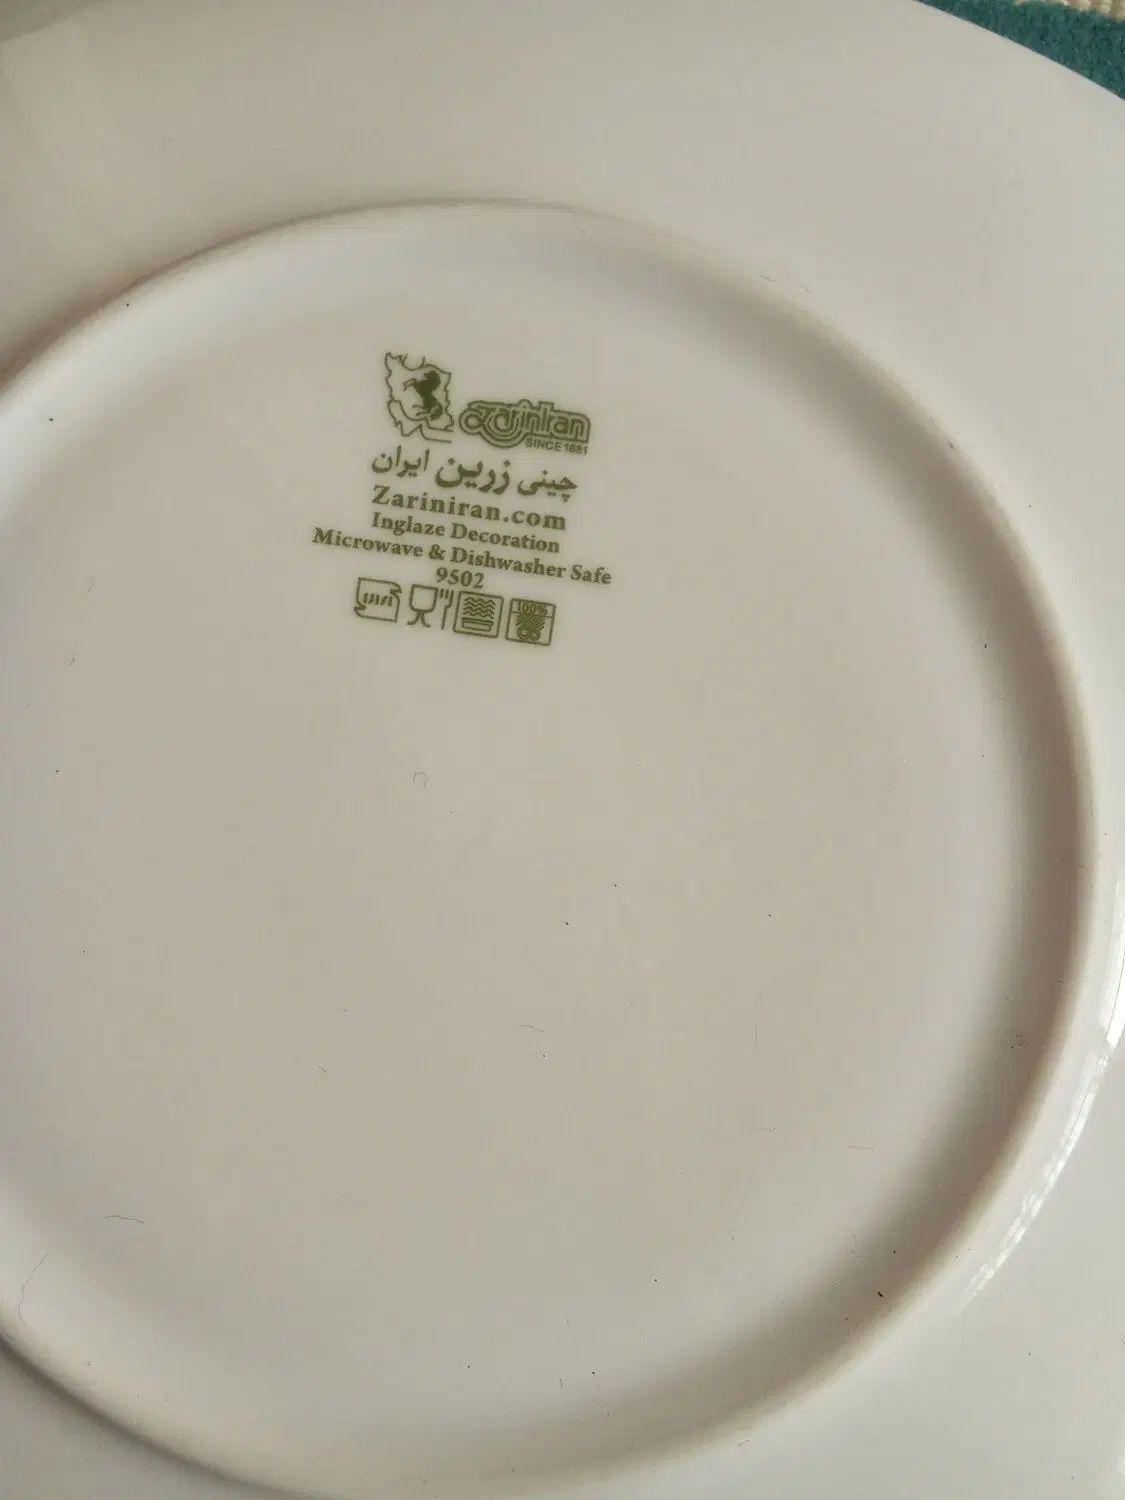 ZarinIran
SINCE 1881
چینی زرین ایران
Zariniran.com
Inglaze Decoration
Microwave & Dishwasher Safe
9502
100%